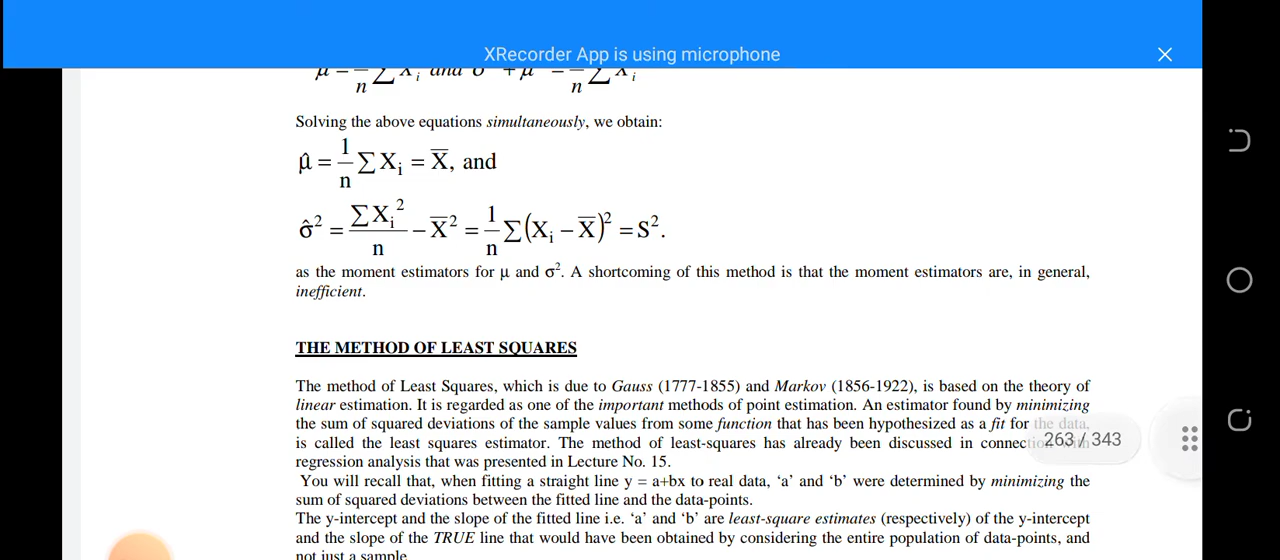 XRecorder App is using microphone
n n
Solving the above equations simultaneously, we obtain:
μ̂ = 1/n ∑ Xᵢ = X̄, and
σ̂² = ∑Xᵢ²/n − X̄² = 1/n ∑(Xᵢ − X̄)² = S².
as the moment estimators for μ and σ². A shortcoming of this method is that the moment estimators are, in general,
inefficient.
THE METHOD OF LEAST SQUARES
The method of Least Squares, which is due to Gauss (1777-1855) and Markov (1856-1922), is based on the theory of
linear estimation. It is regarded as one of the important methods of point estimation. An estimator found by minimizing
the sum of squared deviations of the sample values from some function that has been hypothesized as a fit for the data.
is called the least squares estimator. The method of least-squares has already been discussed in
263 / 343
regression analysis that was presented in Lecture No. 15.
You will recall that, when fitting a straight line y = a+bx to real data, ‘a’ and ‘b’ were determined by minimizing the
sum of squared deviations between the fitted line and the data-points.
The y-intercept and the slope of the fitted line i.e. ‘a’ and ‘b’ are least-square estimates (respectively) of the y-intercept
and the slope of the TRUE line that would have been obtained by considering the entire population of data-points, and
not just a sample.